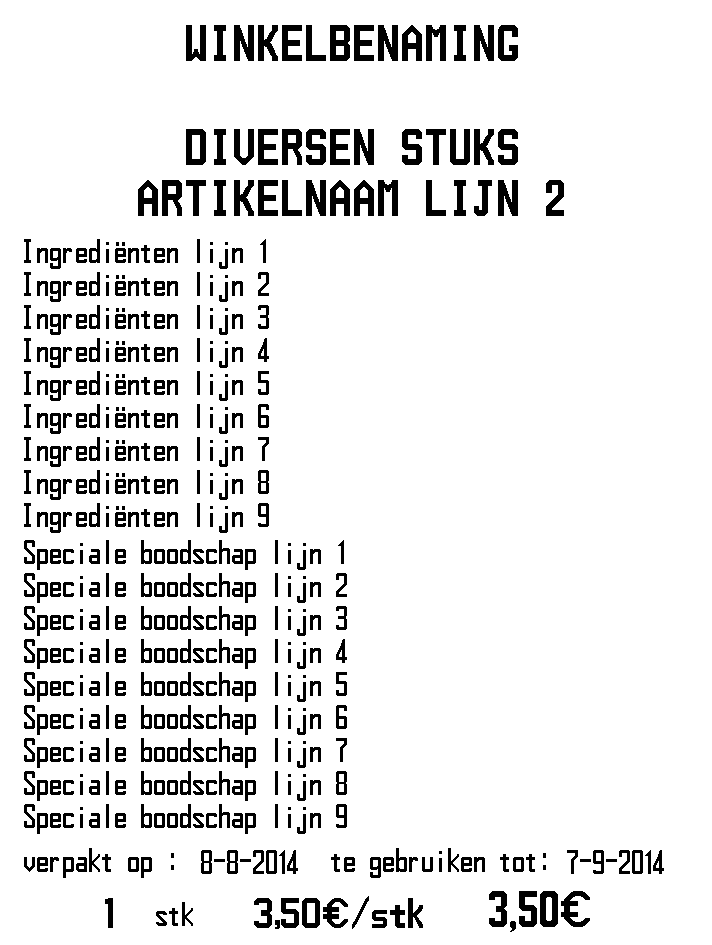 WINKELBENAMING
DIVERSEN STUKS
ARTIKELNAAM LIJN 2
Ingrediënten lijn 1
Ingrediënten lijn 2
Ingrediënten lijn 3
Ingrediënten lijn 4
Ingrediënten lijn 5
Ingrediënten lijn 6
Ingrediënten lijn 7
Ingrediënten lijn 8
Ingrediënten lijn 9
Speciale boodschap lijn 1
Speciale boodschap lijn 2
Speciale boodschap lijn 3
Speciale boodschap lijn 4
Speciale boodschap lijn 5
Speciale boodschap lijn 6
Speciale boodschap lijn 7
Speciale boodschap lijn 8
Speciale boodschap lijn 9
verpakt op : 8-8-2014 te gebruiken tot: 7-9-2014
1 stk 3,50€/stk 3,50€